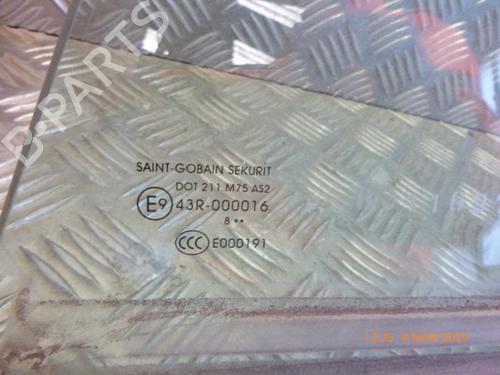 B-PARTS
SAINT-GOBAIN SEKURIT
DOT 211 M75 AS2
E9 43R-000016
8 **
CCC E000191